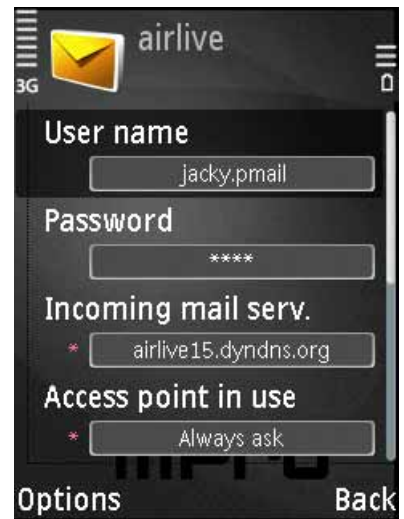 airlive
3G
User name
jacky.pmail
Password
****
Incoming mail serv.
* airlive15.dyndns.org
Access point in use
* Always ask
Options Back